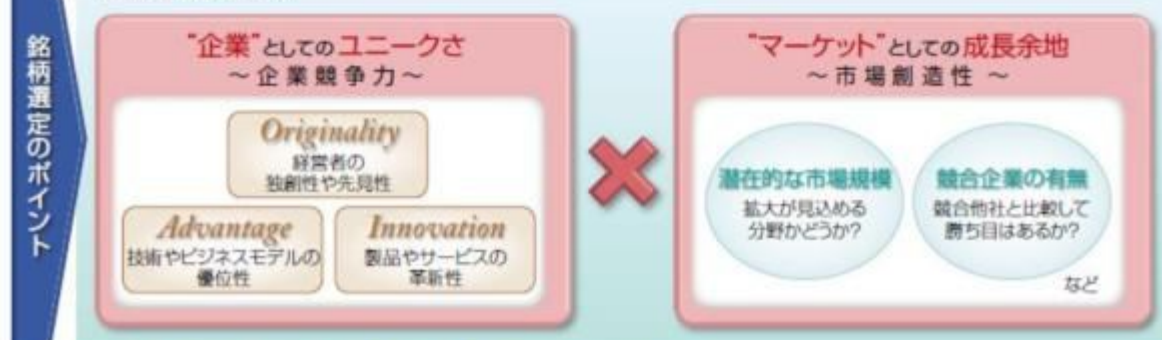 銘柄選定のポイント
"企業"としてのユニークさ
～企業競争力～
Originality
経営者の
独創性や先見性
Advantage
技術やビジネスモデルの
優位性
Innovation
製品やサービスの
革新性
"マーケット"としての成長余地
～市場創造性～
潜在的な市場規模
拡大が見込める
分野かどうか?
競合企業の有無
競合他社と比較して
勝ち目はあるか?
など